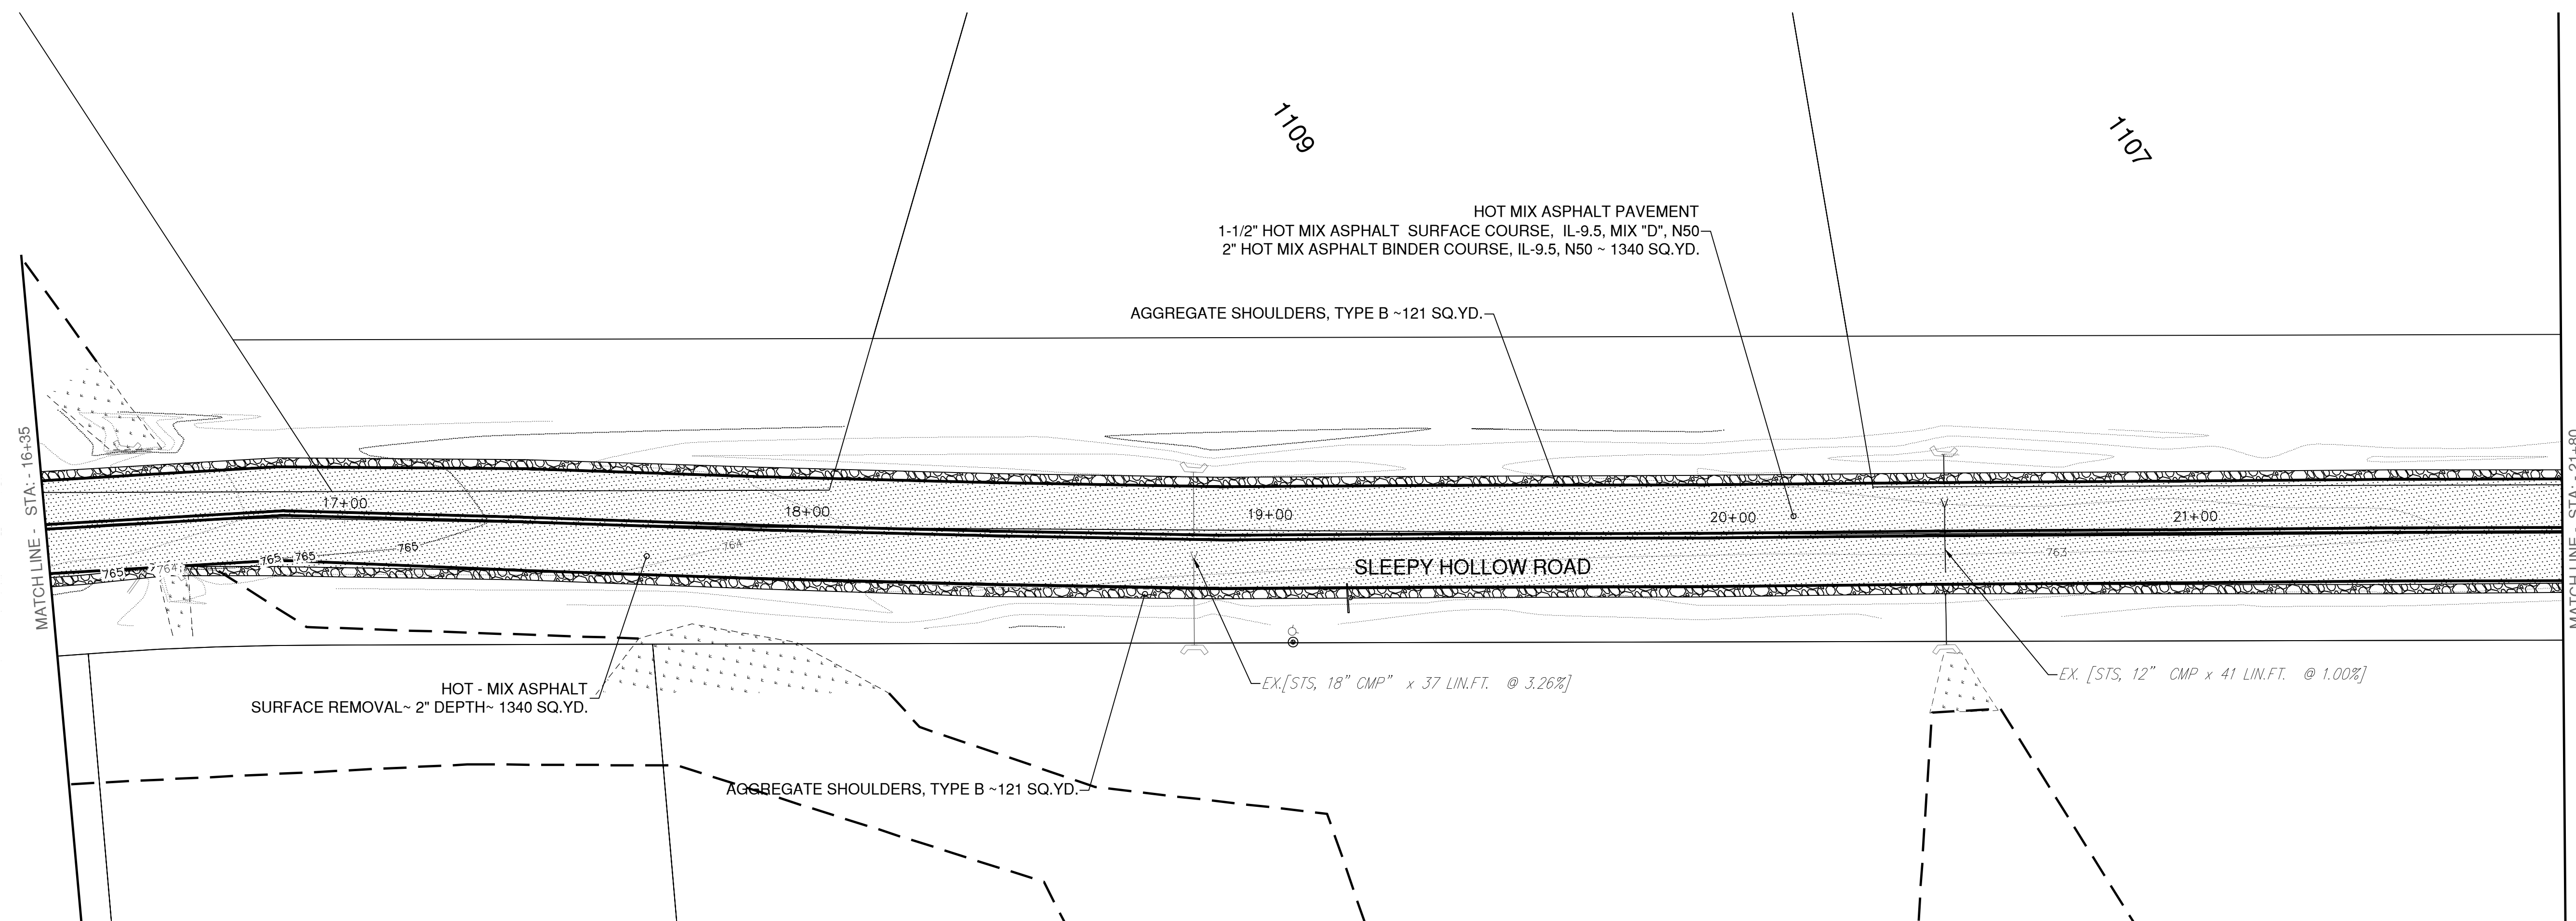 1109
1107
HOT MIX ASPHALT PAVEMENT
1-1/2" HOT MIX ASPHALT SURFACE COURSE, IL-9.5, MIX "D", N50
2" HOT MIX ASPHALT BINDER COURSE, IL-9.5, N50 ~ 1340 SQ.YD.
AGGREGATE SHOULDERS, TYPE B ~121 SQ.YD.
MATCH LINE - STA: - 16+35
MATCH LINE - STA: - 21+80
17+00
18+00
19+00
20+00
21+00
765
764
765
765
765
764
763
SLEEPY HOLLOW ROAD
HOT - MIX ASPHALT
SURFACE REMOVAL~ 2" DEPTH~ 1340 SQ.YD.
EX.[STS, 18" CMP" x 37 LIN.FT. @ 3.26%]
EX. [STS, 12" CMP x 41 LIN.FT. @ 1.00%]
AGGREGATE SHOULDERS, TYPE B ~121 SQ.YD.